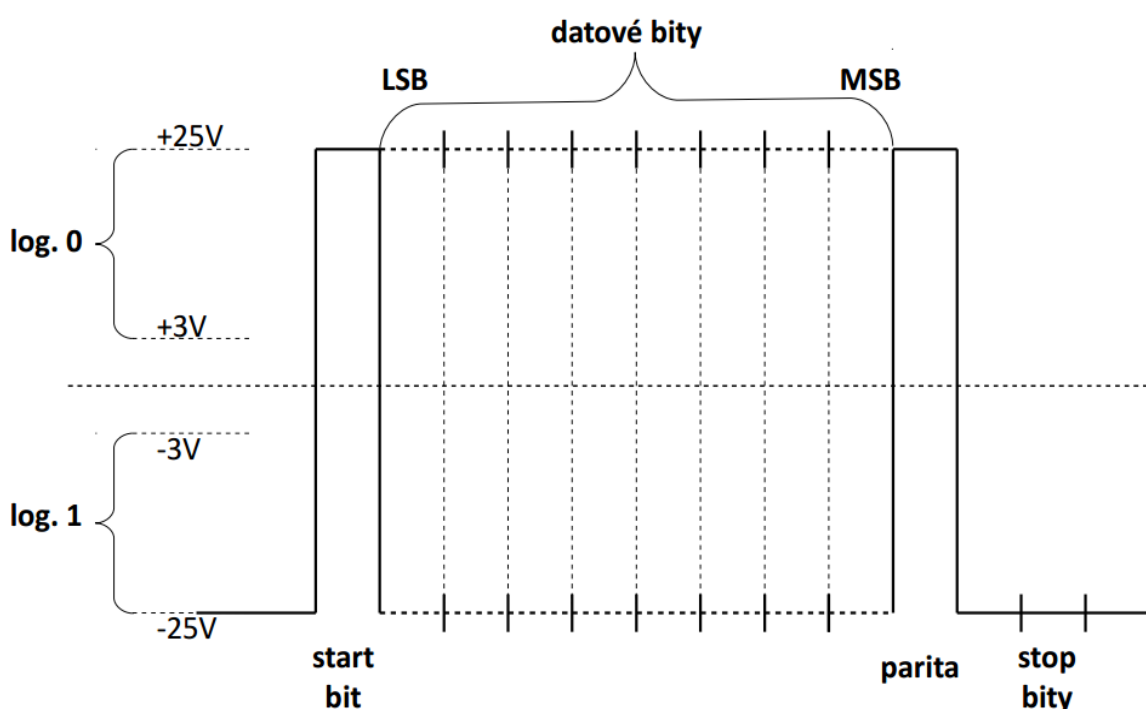 datové bity
LSB
MSB
+25V
log. 0
+3V
-3V
log. 1
-25V
start
bit
parita
stop
bity